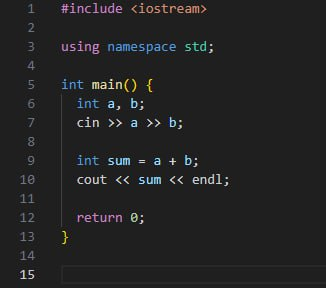 1 #include <iostream>
2
3 using namespace std;
4
5 int main() {
6   int a, b;
7   cin >> a >> b;
8
9   int sum = a + b;
10   cout << sum << endl;
11
12   return 0;
13 }
14
15